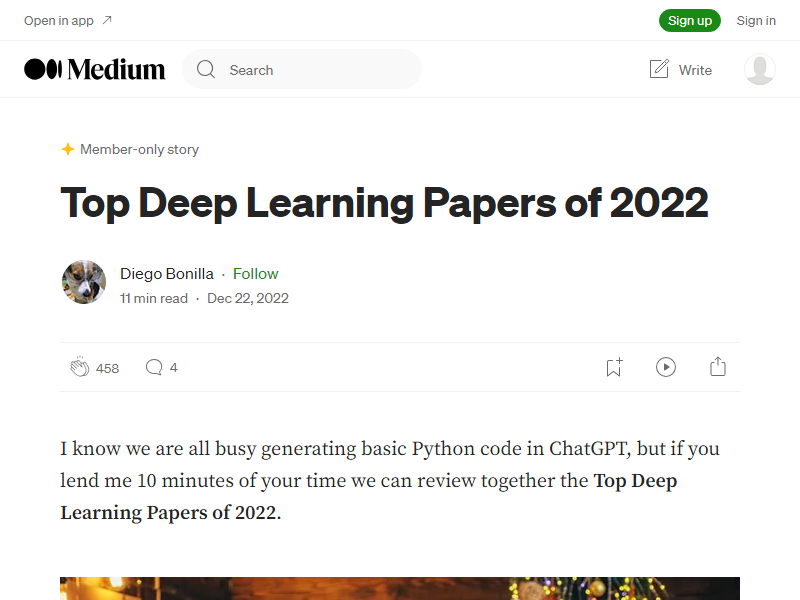 Open in app
Sign up
Sign in
Medium
Search
Write
Member-only story
Top Deep Learning Papers of 2022
Diego Bonilla · Follow
11 min read · Dec 22, 2022
458
4
I know we are all busy generating basic Python code in ChatGPT, but if you
lend me 10 minutes of your time we can review together the Top Deep
Learning Papers of 2022.